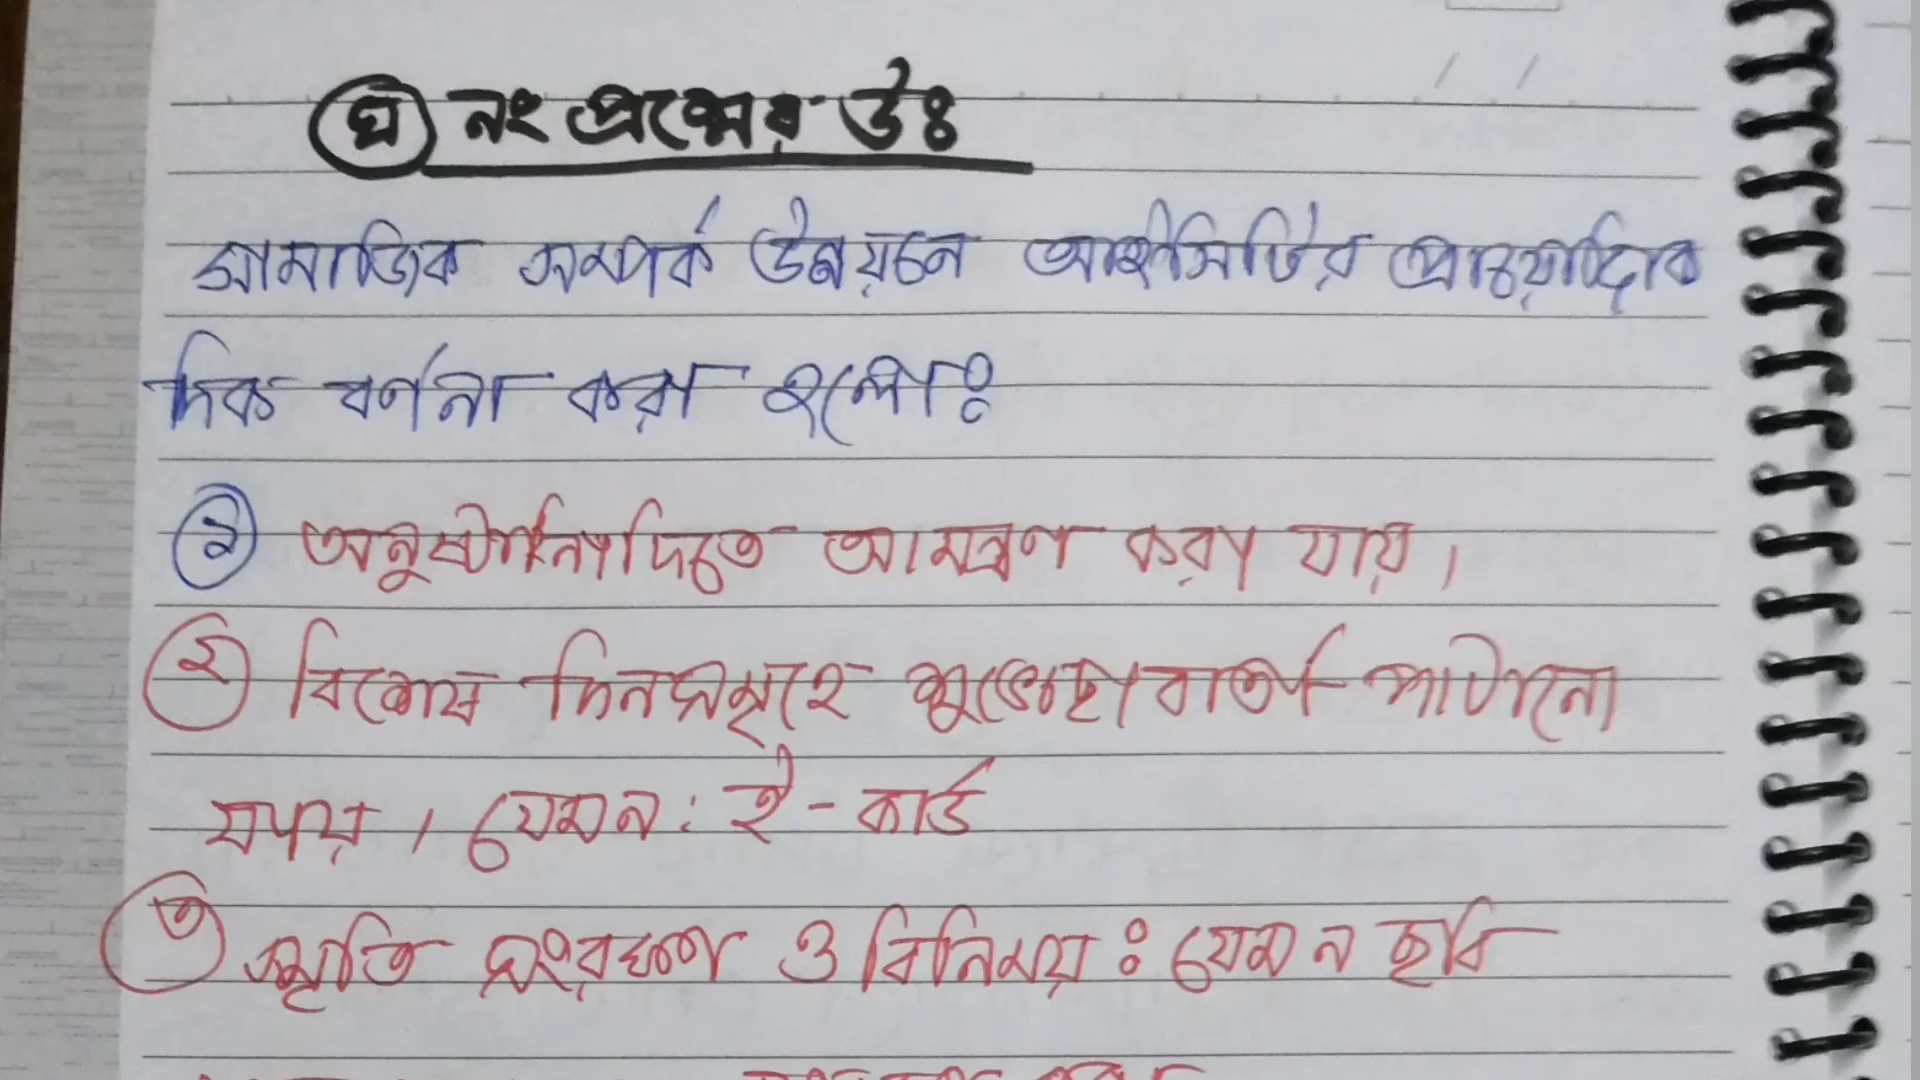 ঘ নং প্রশ্নের উঃ
সামাজিক সম্পর্ক উন্নয়নে আইসিটির প্রায়োগিক
দিক বর্ণনা করা হলোঃ
১ অনুষ্ঠানাদিতে আমন্ত্রণ করা যায়।
২ বিশেষ দিনসমূহে শুভেচ্ছা বার্তা পাঠানো
যায়। যেমন: ই-কার্ড
৩ স্মৃতি সংরক্ষণ ও বিনিময়ঃ যেমন ছবি